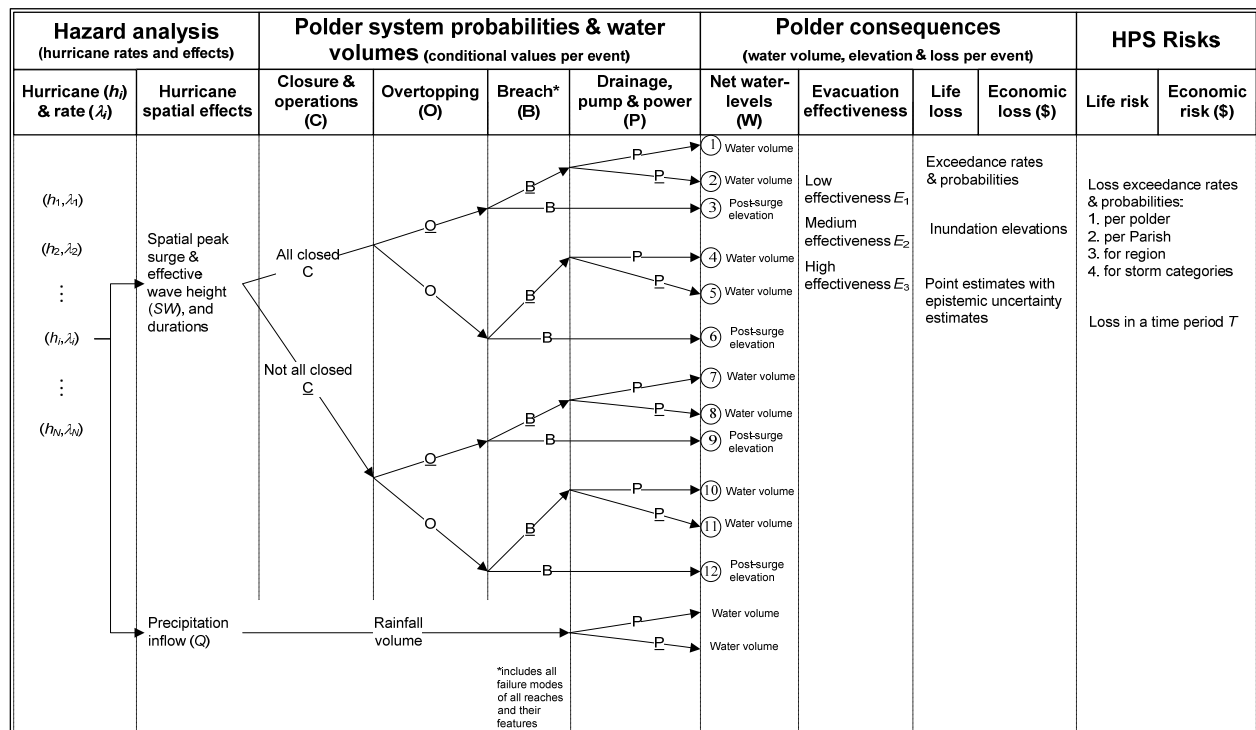 Hazard analysis
(hurricane rates and effects)
Polder system probabilities & water
volumes (conditional values per event)
Polder consequences
(water volume, elevation & loss per event)
HPS Risks
Hurricane (hi)
& rate (λi)
Hurricane
spatial effects
Closure &
operations
(C)
Overtopping
(O)
Breach*
(B)
Drainage,
pump & power
(P)
Net water-
levels
(W)
Evacuation
effectiveness
Life
loss
Economic
loss ($)
Life risk
Economic
risk ($)
(h1,λ1)
(h2,λ2)
⋮
(hi,λi)
⋮
(hN,λN)
Spatial peak
surge &
effective
wave height
(SW), and
durations
All closed
C
Not all closed
C
O
O
O
O
B
B
B
B
B
B
B
B
P
P
P
P
P
P
P
P
1 Water volume
2 Water volume
3 Post-surge
elevation
4 Water volume
5 Water volume
6 Post-surge
elevation
7 Water volume
8 Water volume
9 Post-surge
elevation
10 Water volume
11 Water volume
12 Post-surge
elevation
Low
effectiveness E1
Medium
effectiveness E2
High
effectiveness E3
Exceedance rates
& probabilities
Inundation elevations
Point estimates with
epistemic uncertainty
estimates
Loss exceedance rates
& probabilities:
1. per polder
2. per Parish
3. for region
4. for storm categories
Loss in a time period T
Precipitation
inflow (Q)
Rainfall
volume
P
P
Water volume
Water volume
*includes all
failure modes
of all reaches
and their
features